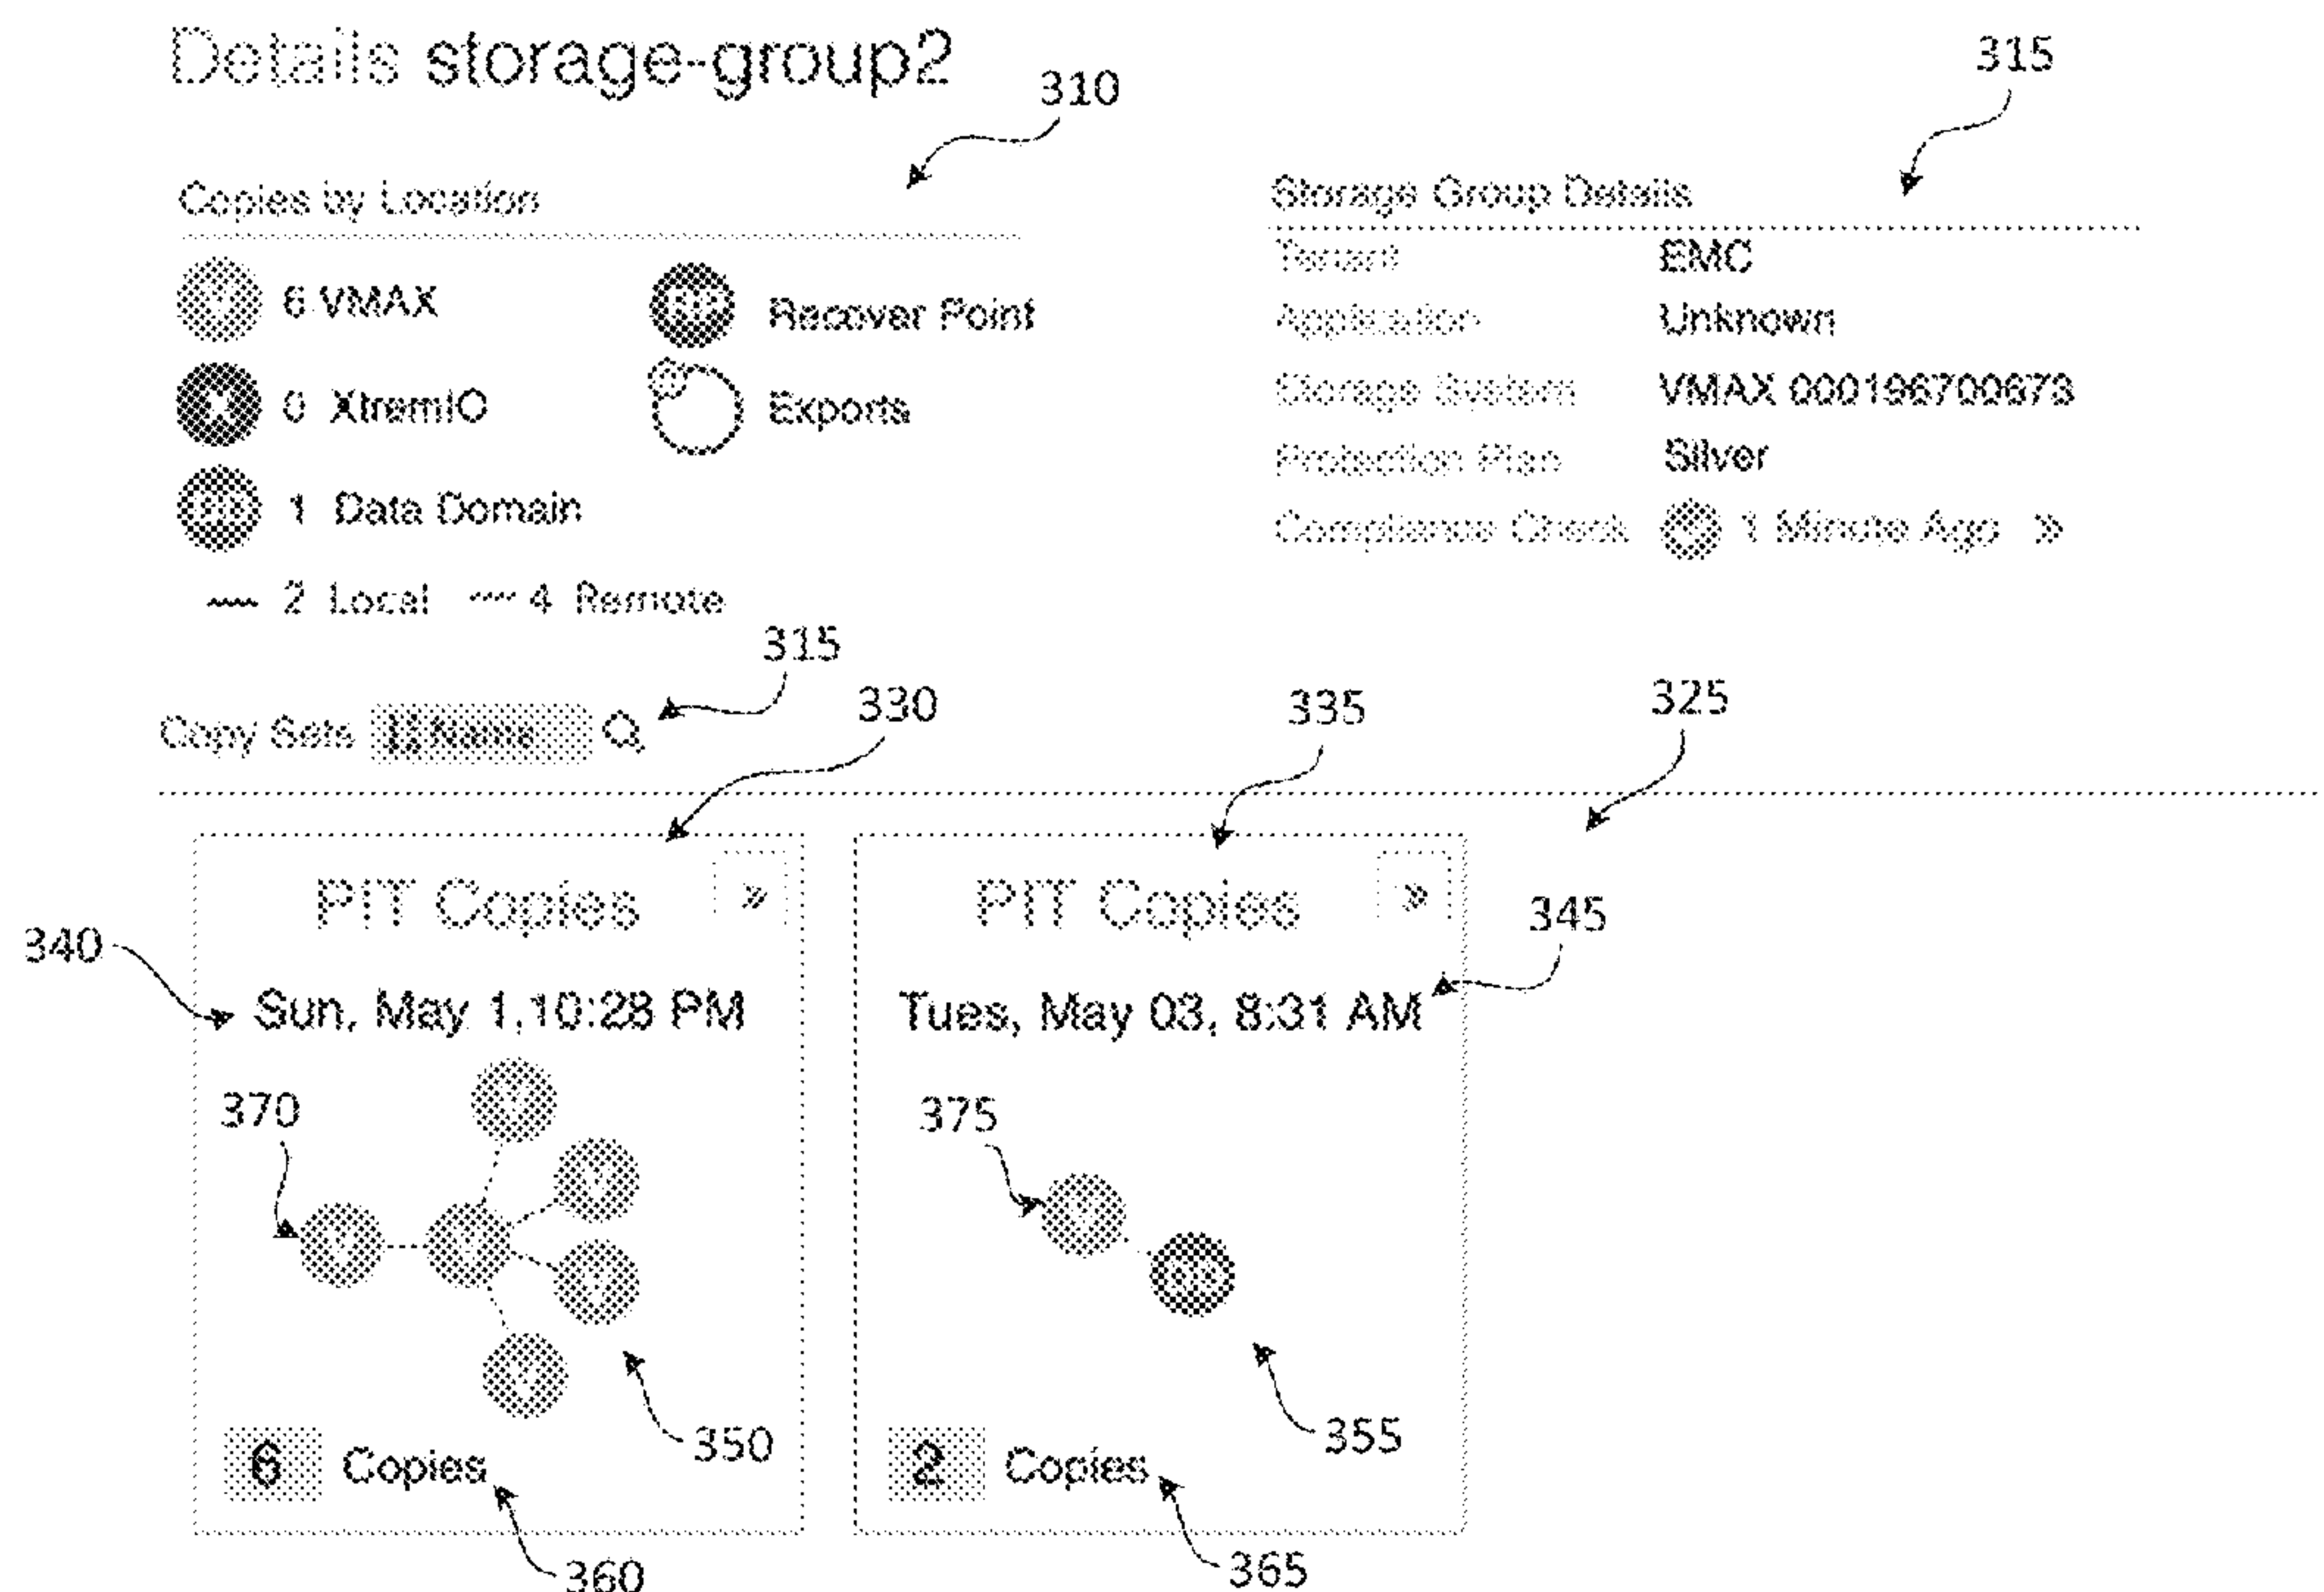 Details storage-group2
310
315
Copies by Location
6 VMAX
Recover Point
0 XtremIO
Exports
1 Data Domain
2 Local 4 Remote
Storage Group Details
Tenant EMC
Application Unknown
Storage System VMAX 000196700673
Protection Plan Silver
Compliance Check 1 Minute Ago »
315
330
335
325
Copy Sets Name
PIT Copies »
340
Sun, May 1, 10:28 PM
370
350
6 Copies
360
PIT Copies »
345
Tues, May 03, 8:31 AM
375
355
2 Copies
365